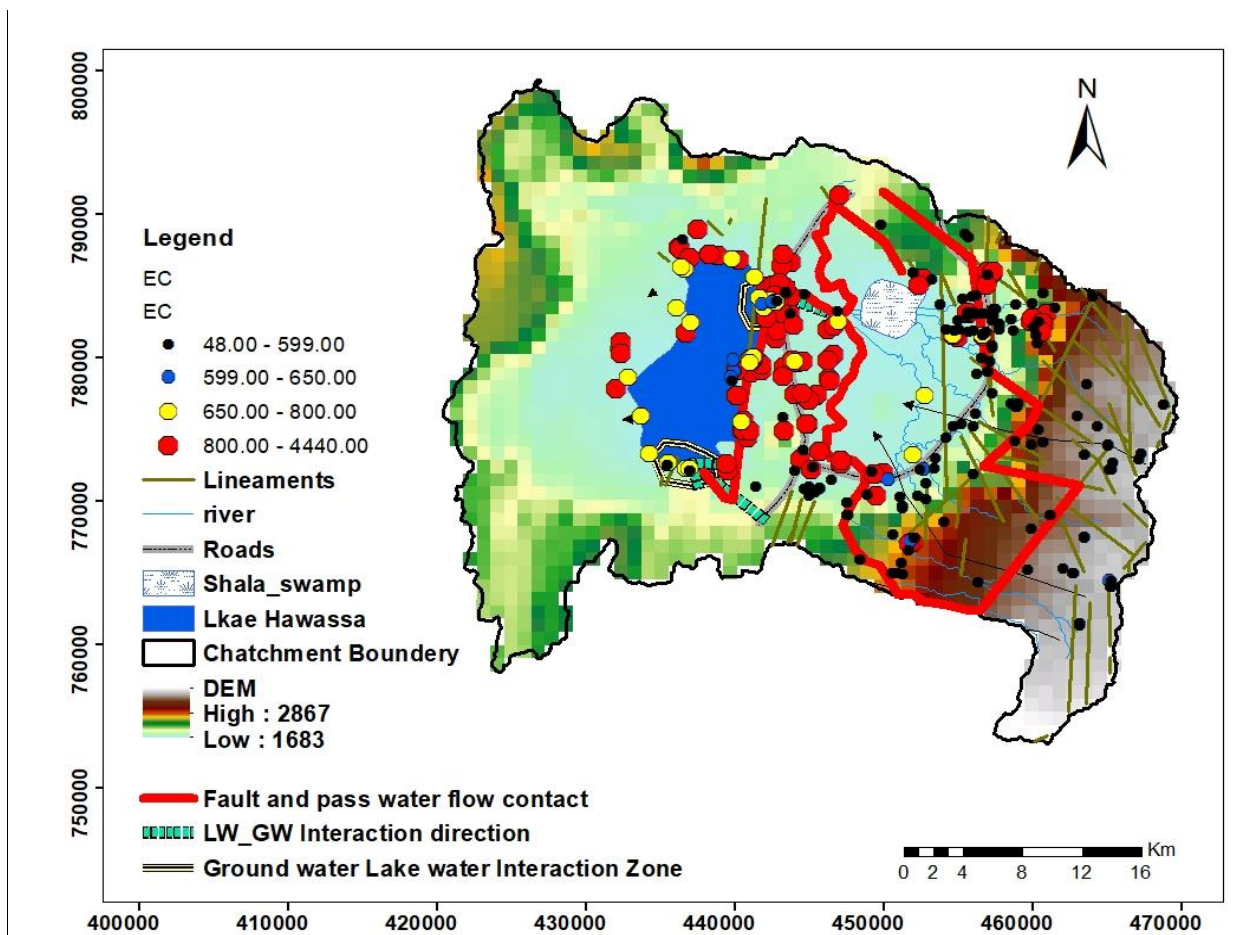 800000
790000
780000
770000
760000
750000
N
Legend
EC
EC
48.00 - 599.00
599.00 - 650.00
650.00 - 800.00
800.00 - 4440.00
Lineaments
river
Roads
Shala_swamp
Lkae Hawassa
Chatchment Boundery
DEM
High : 2867
Low : 1683
Fault and pass water flow contact
LW_GW Interaction direction
Ground water Lake water Interaction Zone
Km
0 2 4 8 12 16
400000 410000 420000 430000 440000 450000 460000 470000